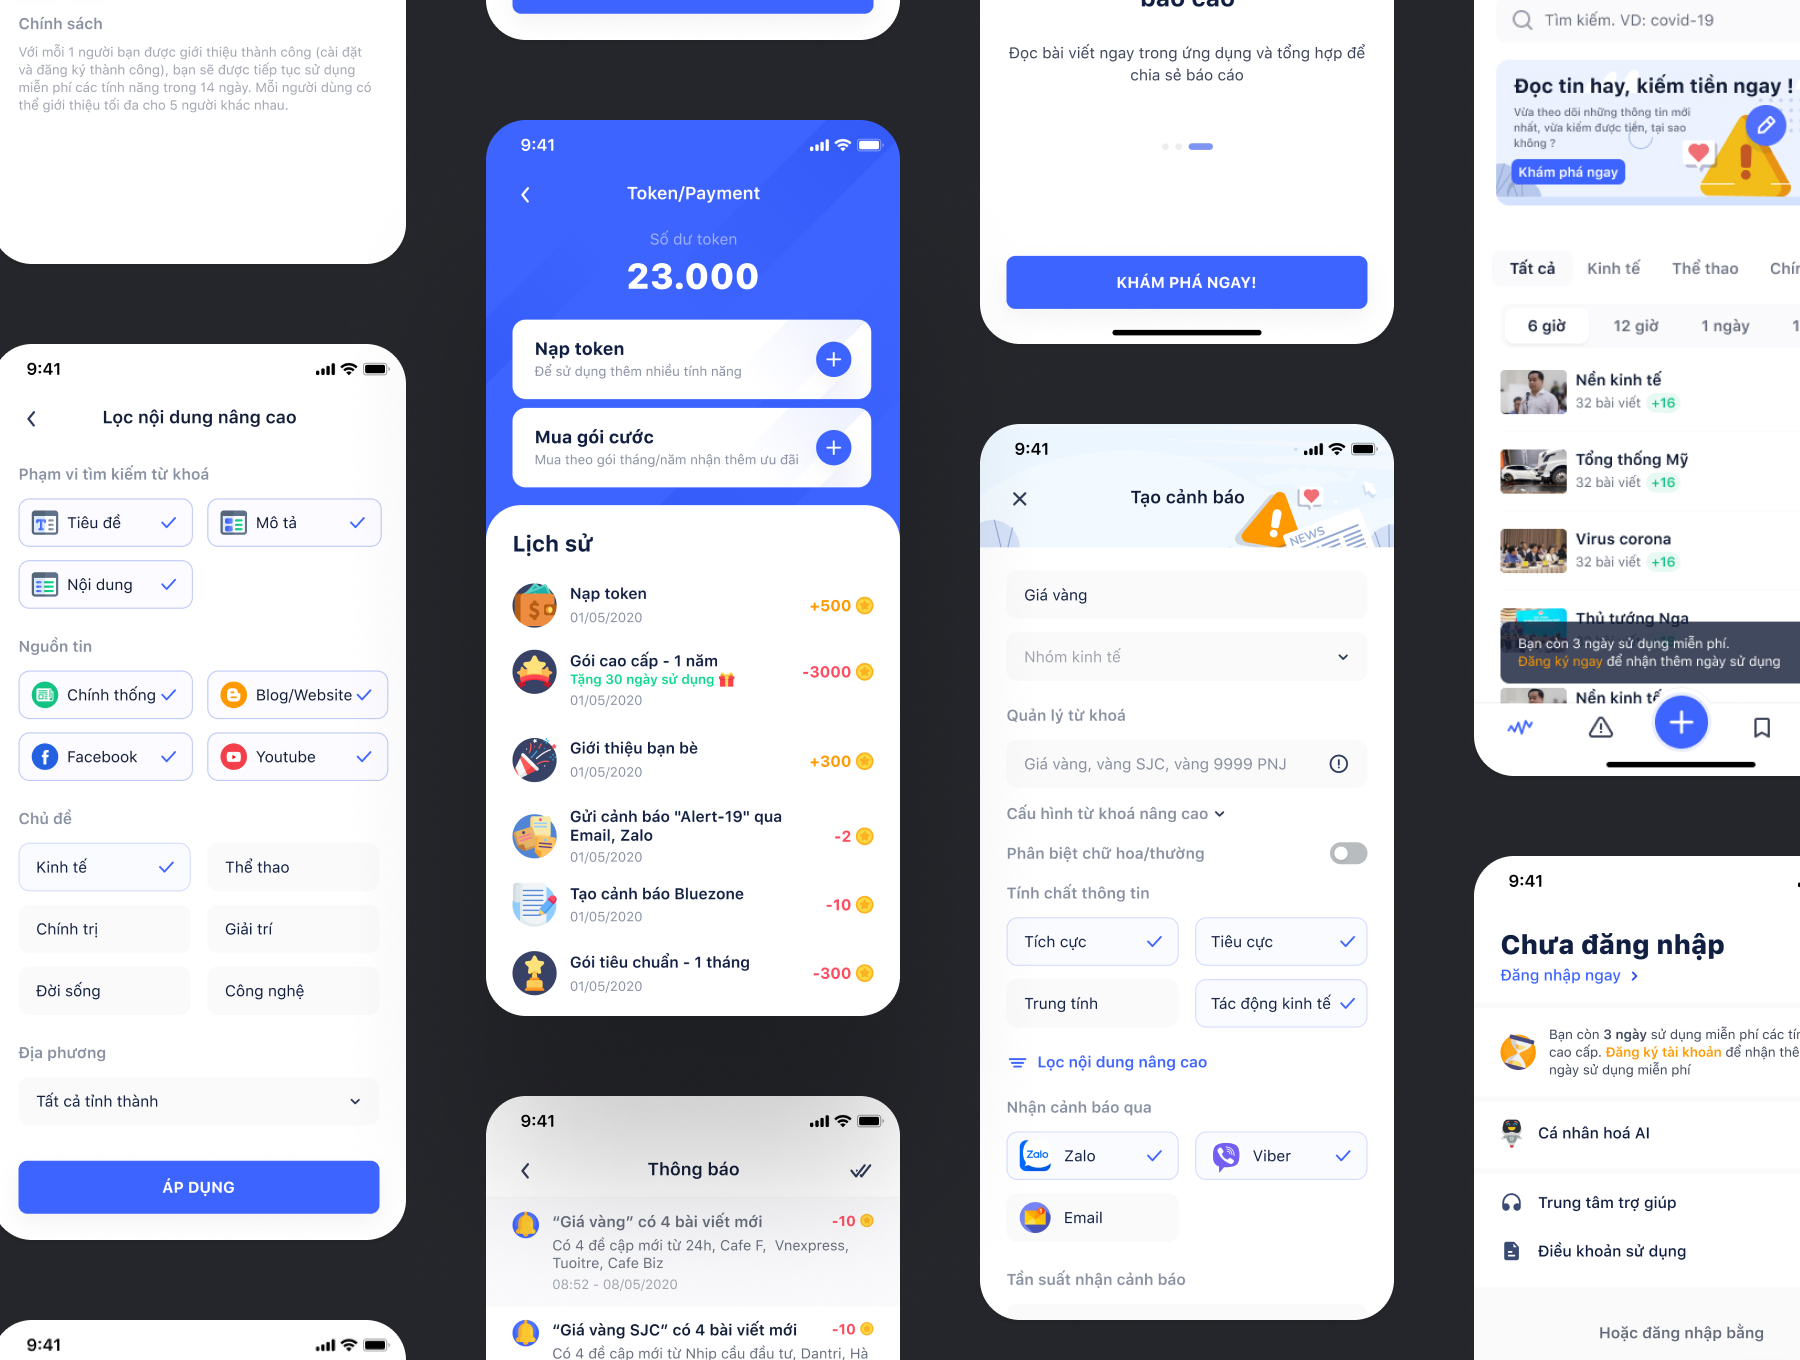 Chính sách
Với mỗi 1 người bạn được giới thiệu thành công (cài đặt
và đăng ký thành công), bạn sẽ được tiếp tục sử dụng
miễn phí các tính năng trong 14 ngày. Mỗi người dùng có
thể giới thiệu tối đa cho 5 người khác nhau.
9:41
Lọc nội dung nâng cao
Phạm vi tìm kiếm từ khoá
Tiêu đề
Mô tả
Nội dung
Nguồn tin
Chính thống
Blog/Website
Facebook
Youtube
Chủ đề
Kinh tế
Thể thao
Chính trị
Giải trí
Đời sống
Công nghệ
Địa phương
Tất cả tỉnh thành
ÁP DỤNG
9:41
9:41
Token/Payment
Số dư token
23.000
Nạp token
Để sử dụng thêm nhiều tính năng
Mua gói cước
Mua theo gói tháng/năm nhận thêm ưu đãi
Lịch sử
Nạp token
01/05/2020
+500
Gói cao cấp - 1 năm
Tặng 30 ngày sử dụng
01/05/2020
-3000
Giới thiệu bạn bè
01/05/2020
+300
Gửi cảnh báo "Alert-19" qua
Email, Zalo
01/05/2020
-2
Tạo cảnh báo Bluezone
01/05/2020
-10
Gói tiêu chuẩn - 1 tháng
01/05/2020
-300
9:41
Thông báo
“Giá vàng” có 4 bài viết mới
-10
Có 4 đề cập mới từ 24h, Cafe F, Vnexpress,
Tuoitre, Cafe Biz
08:52 - 08/05/2020
“Giá vàng SJC” có 4 bài viết mới
-10
Có 4 đề cập mới từ Nhịp cầu đầu tư, Dantri, Hà
báo cáo
Đọc bài viết ngay trong ứng dụng và tổng hợp để
chia sẻ báo cáo
KHÁM PHÁ NGAY!
9:41
Tạo cảnh báo
NEWS
Giá vàng
Nhóm kinh tế
Quản lý từ khoá
Giá vàng, vàng SJC, vàng 9999 PNJ
Cấu hình từ khoá nâng cao
Phân biệt chữ hoa/thường
Tính chất thông tin
Tích cực
Tiêu cực
Trung tính
Tác động kinh tế
Lọc nội dung nâng cao
Nhận cảnh báo qua
Zalo
Zalo
Viber
Email
Tần suất nhận cảnh báo
Tìm kiếm. VD: covid-19
Đọc tin hay, kiếm tiền ngay !
Vừa theo dõi những thông tin mới
nhất, vừa kiếm được tiền, tại sao
không ?
Khám phá ngay
Tất cả
Kinh tế
Thể thao
Chín
6 giờ
12 giờ
1 ngày
1
Nền kinh tế
32 bài viết
+16
Tổng thống Mỹ
32 bài viết
+16
Virus corona
32 bài viết
+16
Thủ tướng Nga
Bạn còn 3 ngày sử dụng miễn phí.
Đăng ký ngay để nhận thêm ngày sử dụng
Nền kinh tế
9:41
Chưa đăng nhập
Đăng nhập ngay
Bạn còn 3 ngày sử dụng miễn phí các tín
cao cấp. Đăng ký tài khoản để nhận thê
ngày sử dụng miễn phí
Cá nhân hoá AI
Trung tâm trợ giúp
Điều khoản sử dụng
Hoặc đăng nhập bằng